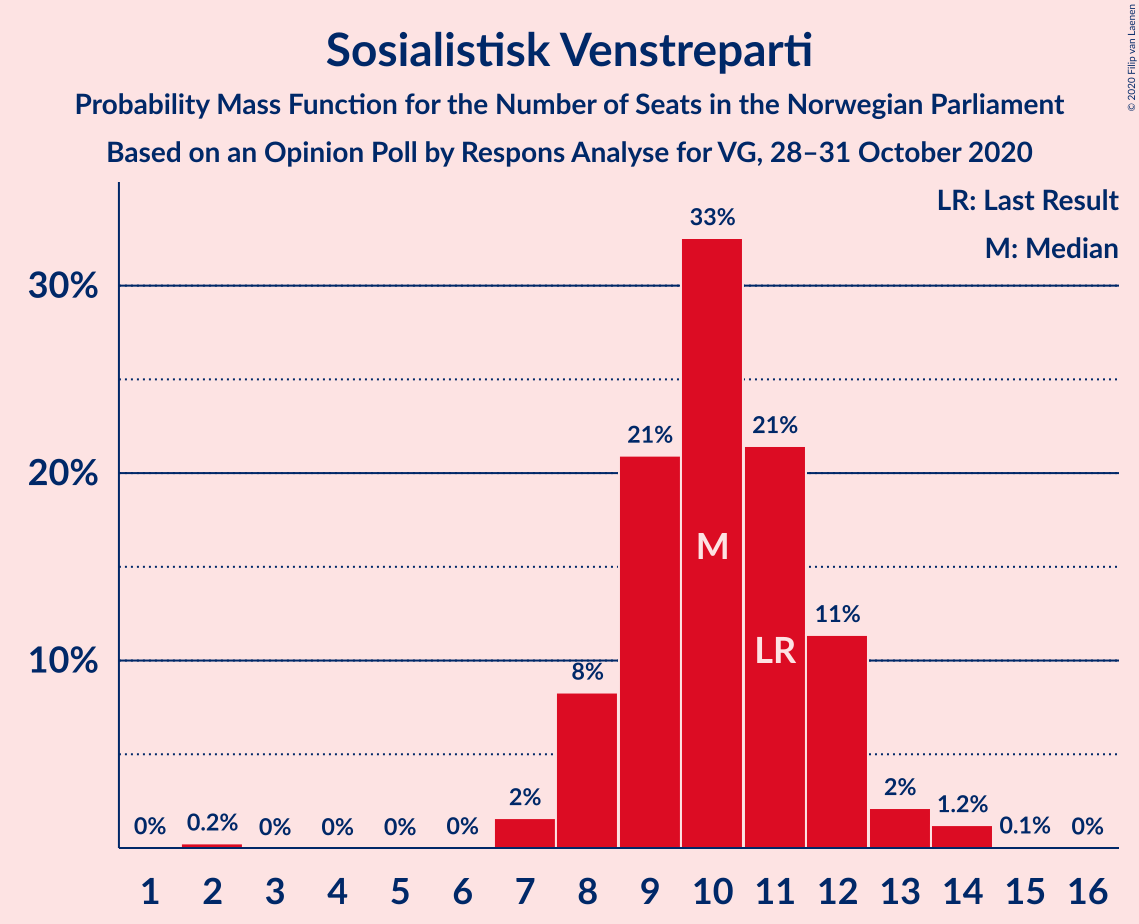 Sosialistisk Venstreparti
Probability Mass Function for the Number of Seats in the Norwegian Parliament
Based on an Opinion Poll by Respons Analyse for VG, 28–31 October 2020
© 2020 Filip van Laenen
LR: Last Result
M: Median
30%
20%
10%
0%
0.2%
0%
0%
0%
0%
2%
8%
21%
33%
21%
11%
2%
1.2%
0.1%
0%
M
LR
1 2 3 4 5 6 7 8 9 10 11 12 13 14 15 16